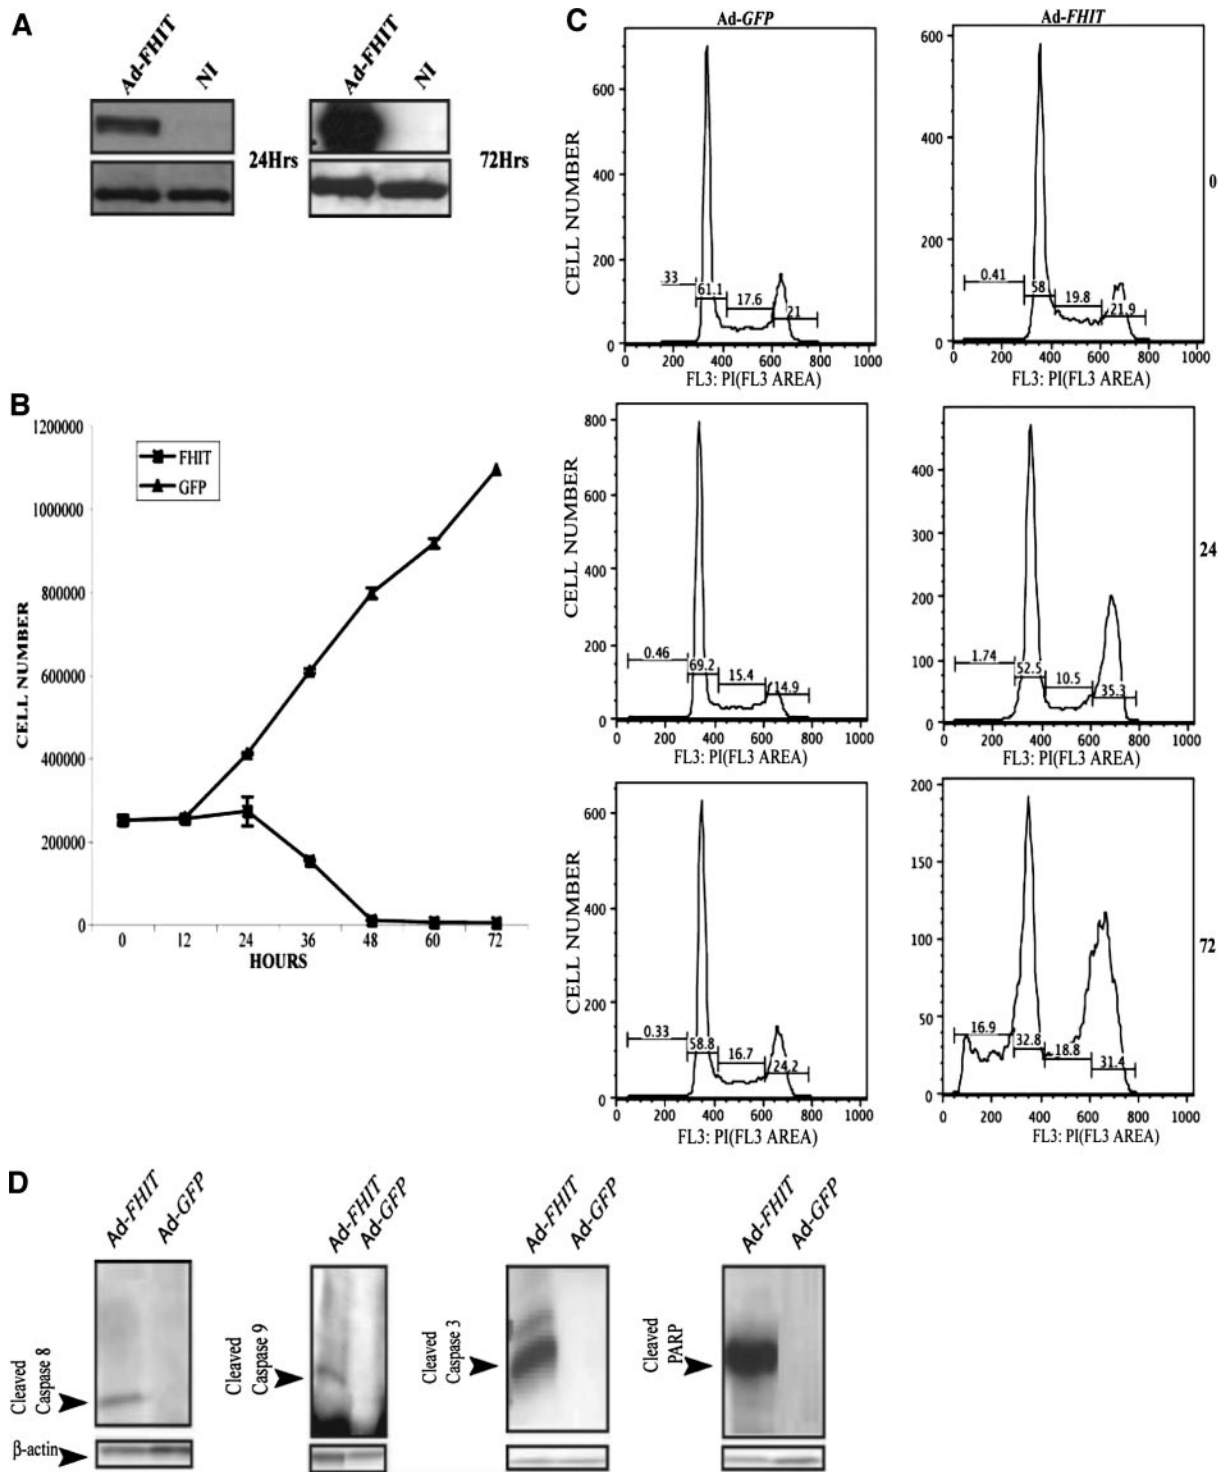 A
Ad-FHIT
NI
24Hrs
Ad-FHIT
NI
72Hrs
B
1200000
1000000
800000
600000
400000
200000
0
CELL NUMBER
FHIT
GFP
0 12 24 36 48 60 72
HOURS
C
Ad-GFP
CELL NUMBER
600
400
200
0
.33
61.1
17.6
21
0 200 400 600 800 1000
FL3: PI(FL3 AREA)
Ad-FHIT
600
400
200
0
0.41
58
19.8
21.9
0 200 400 600 800 1000
FL3: PI(FL3 AREA)
0
CELL NUMBER
800
600
400
200
0
0.46
69.2
15.4
14.9
0 200 400 600 800 1000
FL3: PI(FL3 AREA)
400
300
200
100
0
1.74
52.5
10.5
35.3
0 200 400 600 800 1000
FL3: PI(FL3 AREA)
24
CELL NUMBER
600
400
200
0
0.33
58.8
16.7
24.2
0 200 400 600 800 1000
FL3: PI(FL3 AREA)
200
150
100
50
0
16.9
32.8
18.8
31.4
0 200 400 600 800 1000
FL3: PI(FL3 AREA)
72
D
Ad-FHIT
Ad-GFP
Cleaved
Caspase 8
β-actin
Ad-FHIT
Ad-GFP
Cleaved
Caspase 9
Ad-FHIT
Ad-GFP
Cleaved
Caspase 3
Ad-FHIT
Ad-GFP
Cleaved
PARP